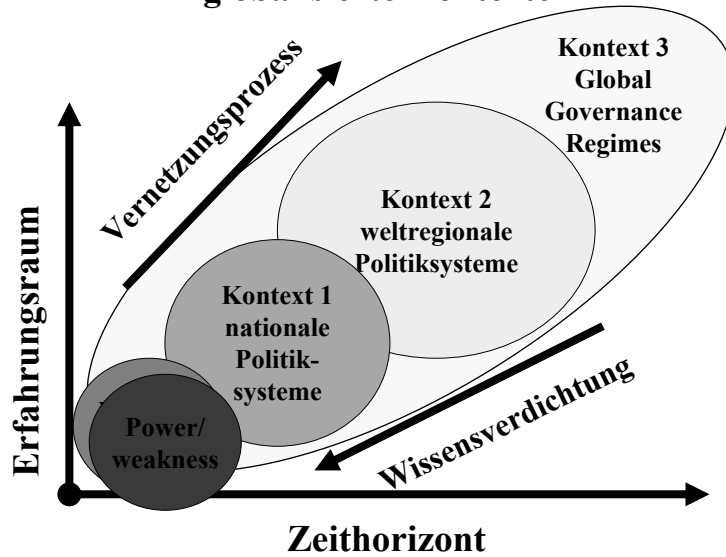 Kontext 3
Global
Governance
Regimes
Vernetzungsprozess
Kontext 2
weltregionale
Politiksysteme
Kontext 1
nationale
Politik-
systeme
Erfahrungsraum
Power/
weakness
Wissensverdichtung
Zeithorizont